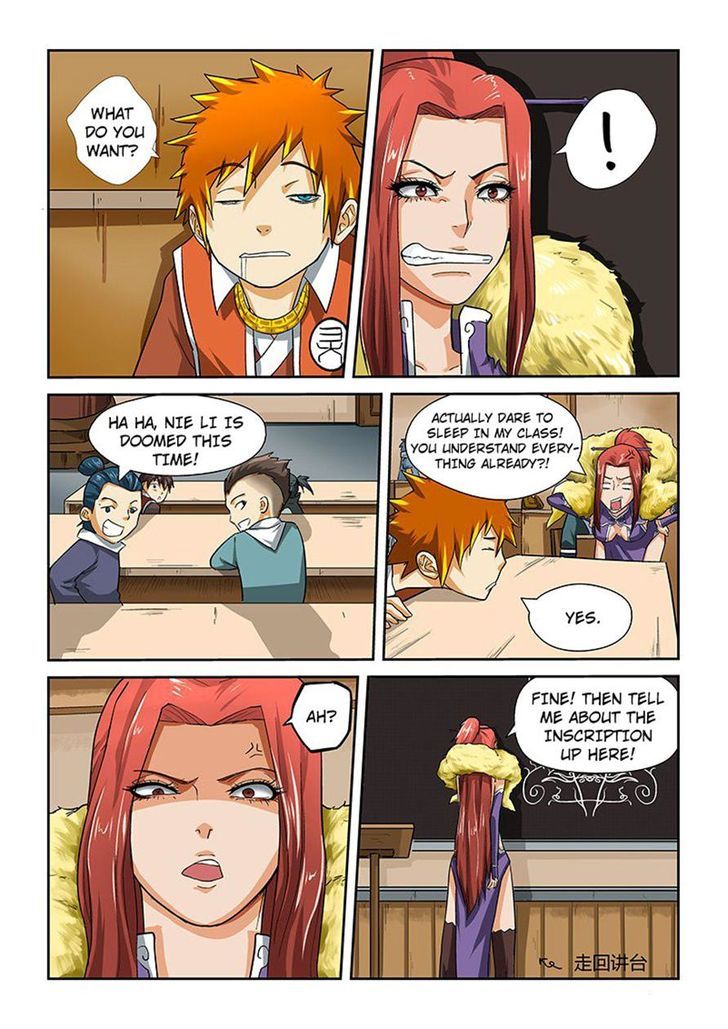 WHAT
DO YOU
WANT?
!
HA HA, NIE LI IS
DOOMED THIS
TIME!
ACTUALLY DARE TO
SLEEP IN MY CLASS!
YOU UNDERSTAND EVERY-
THING ALREADY?!
YES.
AH?
FINE! THEN TELL
ME ABOUT THE
INSCRIPTION
UP HERE!
走回讲台